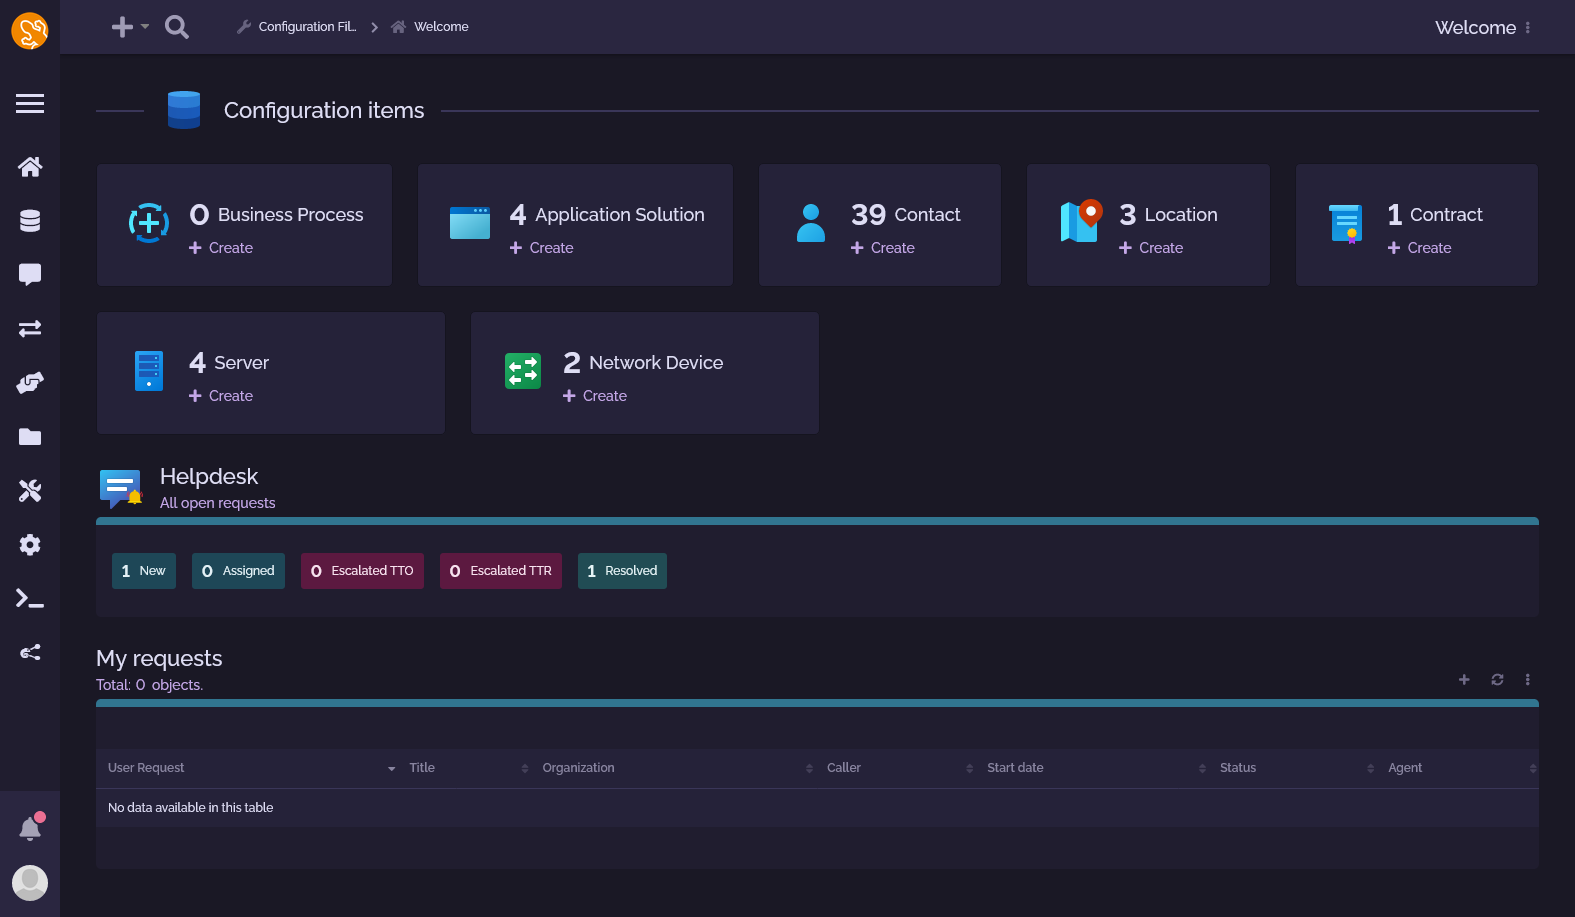 Configuration Fil... Welcome
Welcome
Configuration items
0 Business Process
Create
4 Application Solution
Create
39 Contact
Create
3 Location
Create
1 Contract
Create
4 Server
Create
2 Network Device
Create
Helpdesk
All open requests
1 New
0 Assigned
0 Escalated TTO
0 Escalated TTR
1 Resolved
My requests
Total: 0 objects.
User Request Title Organization Caller Start date Status Agent
No data available in this table